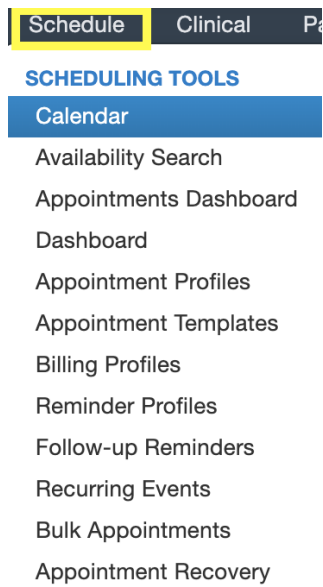 Schedule Clinical
SCHEDULING TOOLS
Calendar
Availability Search
Appointments Dashboard
Dashboard
Appointment Profiles
Appointment Templates
Billing Profiles
Reminder Profiles
Follow-up Reminders
Recurring Events
Bulk Appointments
Appointment Recovery